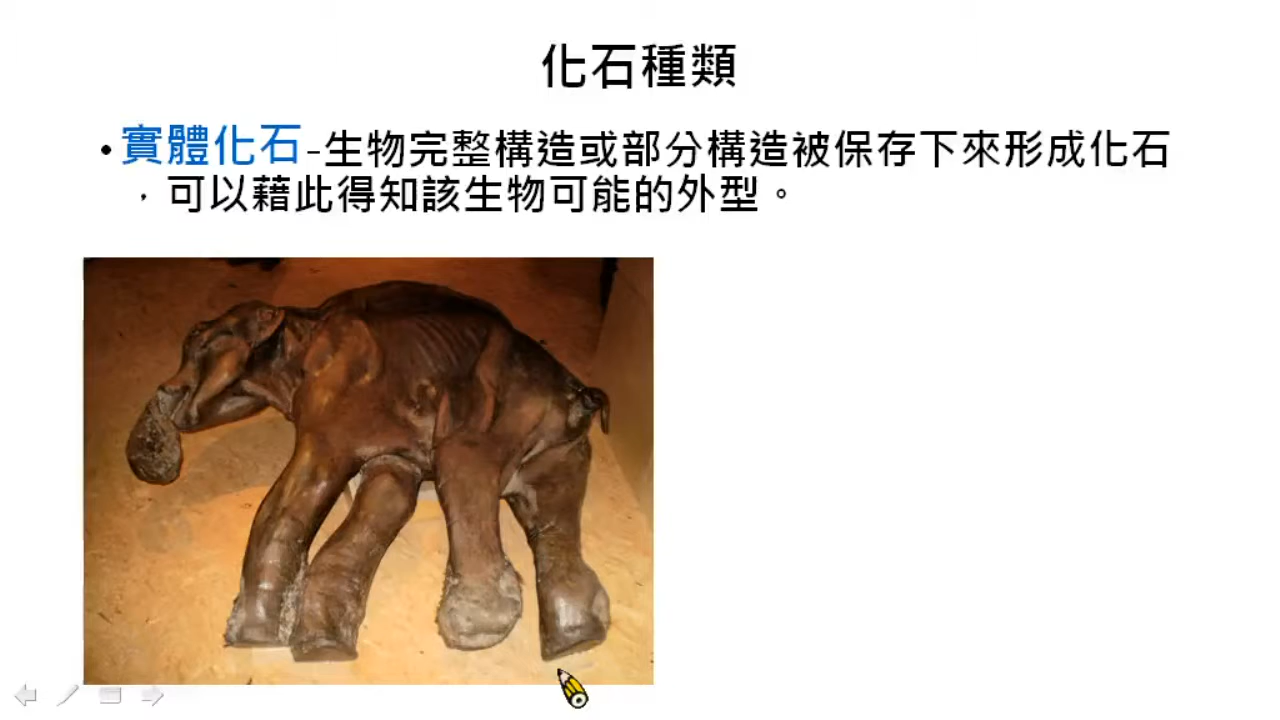 化石種類
•實體化石-生物完整構造或部分構造被保存下來形成化石
，可以藉此得知該生物可能的外型。